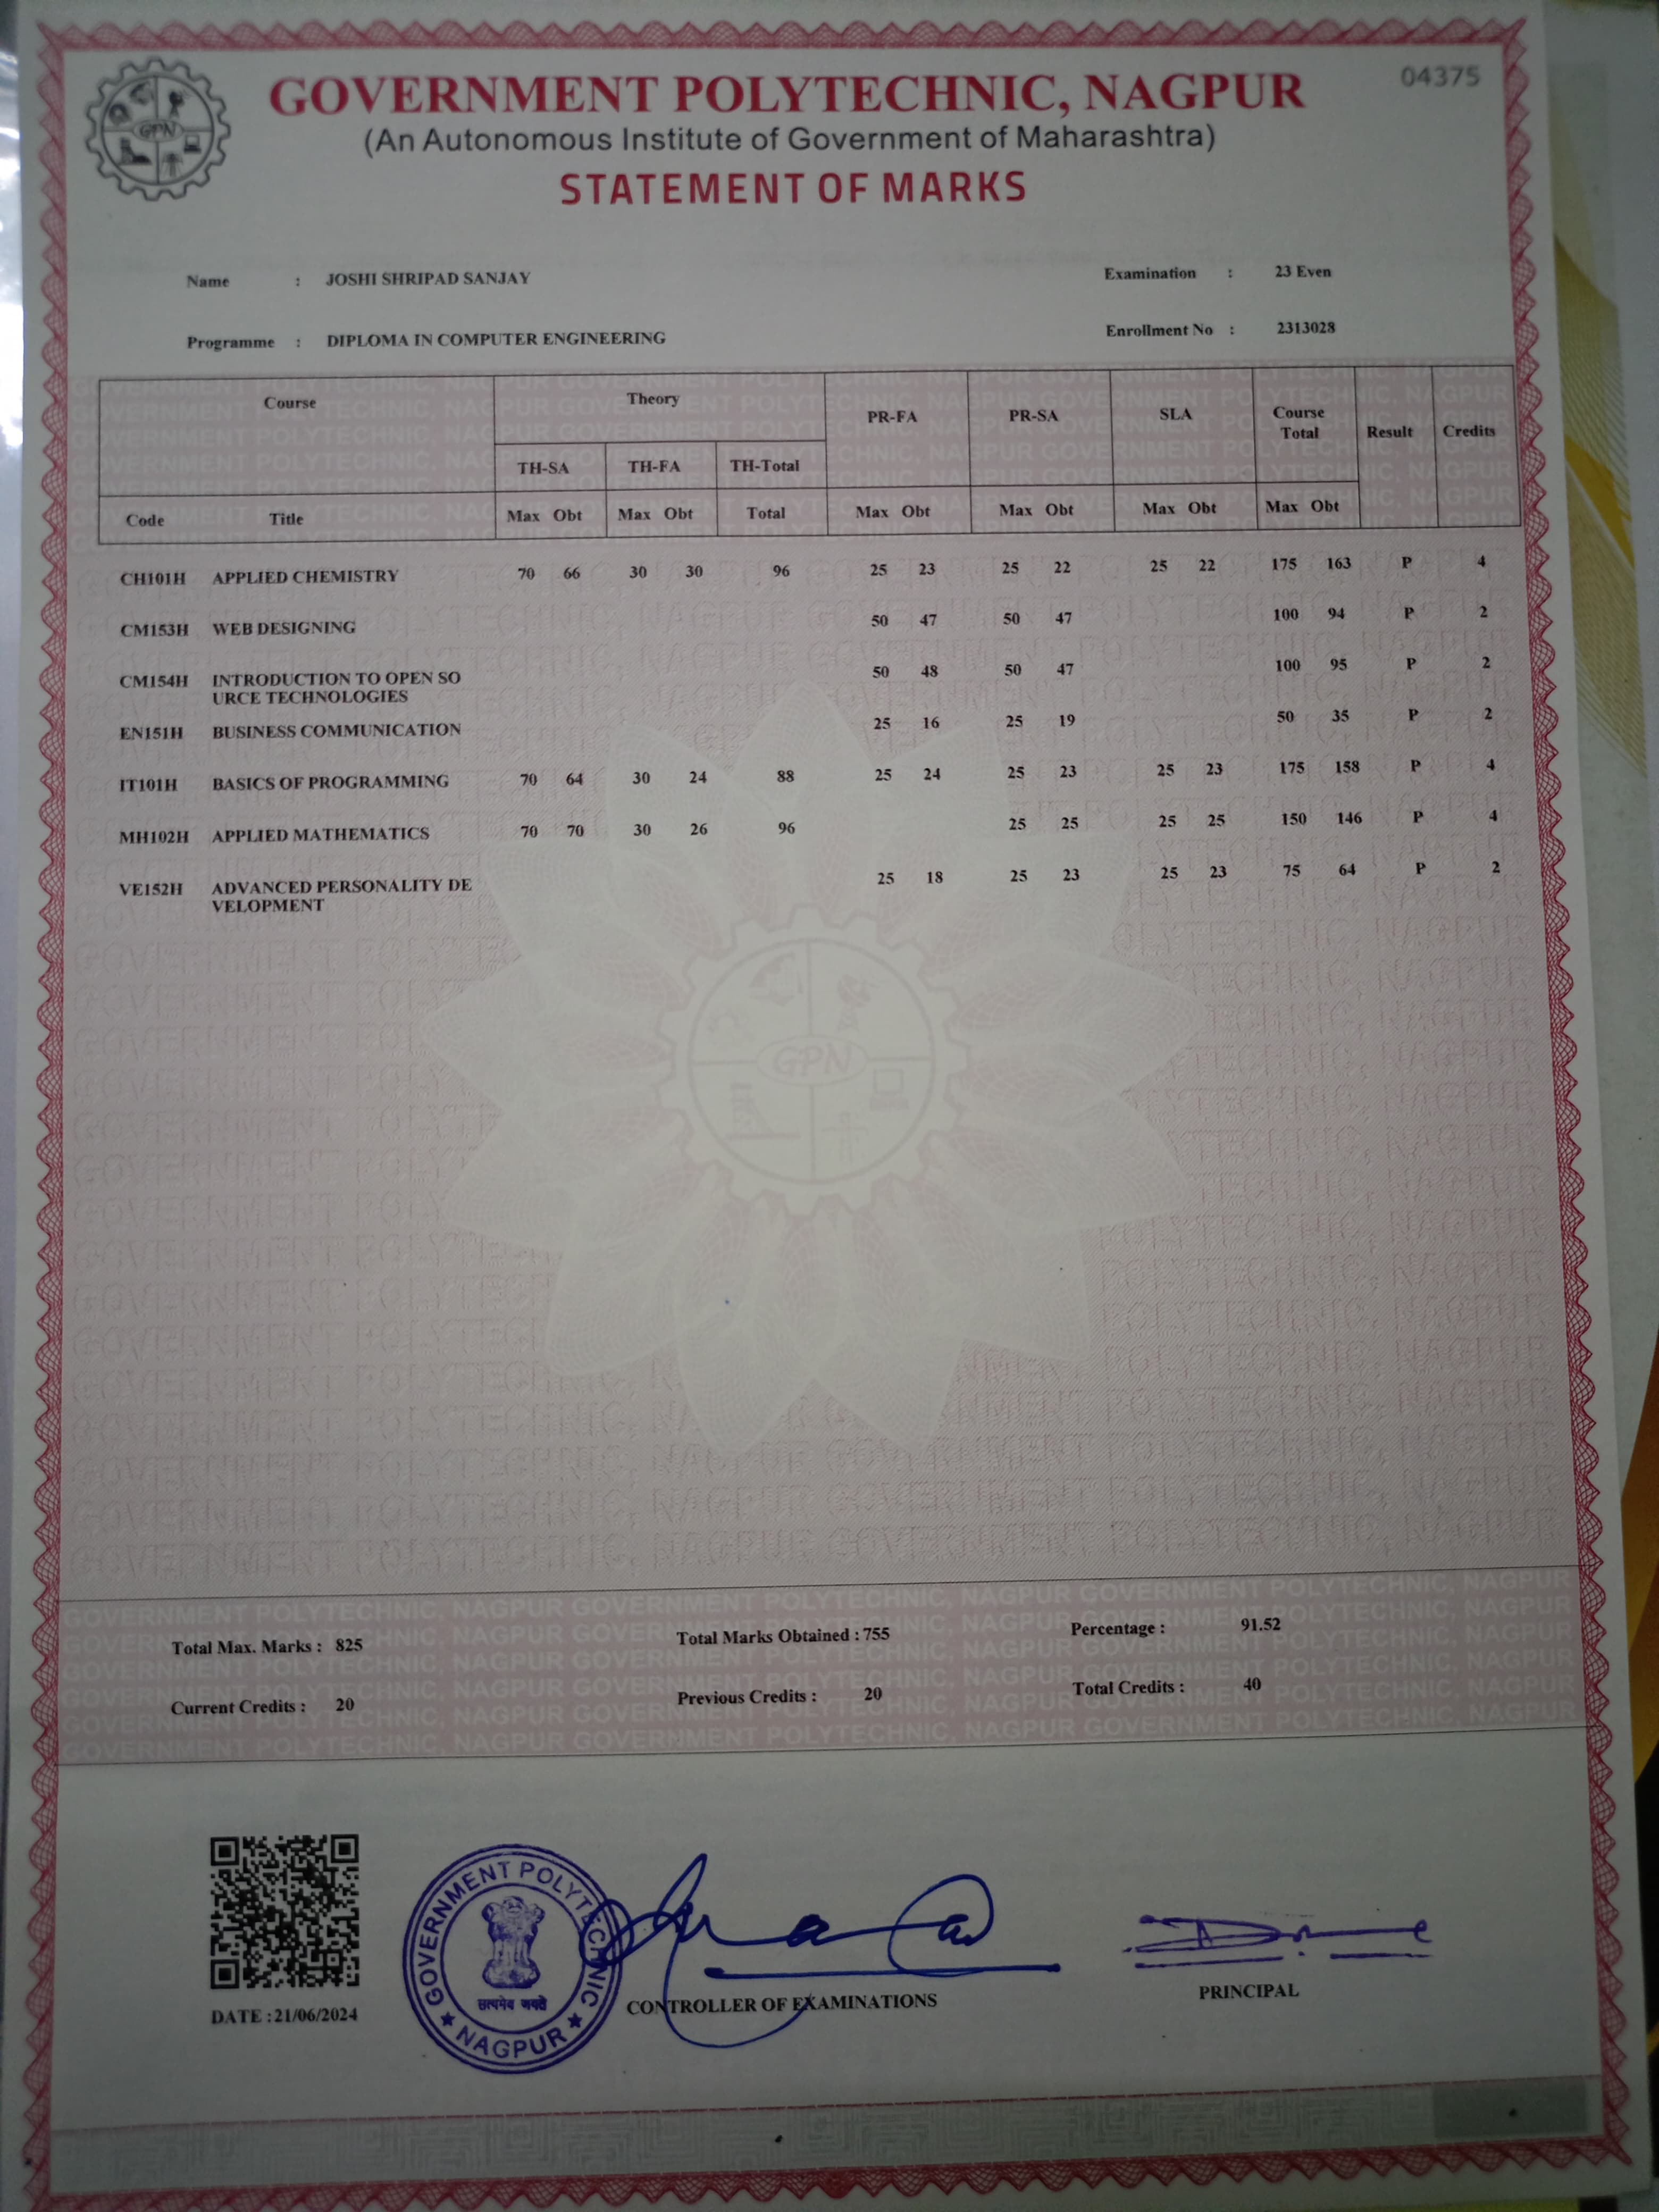 04375
GPN
GOVERNMENT POLYTECHNIC, NAGPUR
(An Autonomous Institute of Government of Maharashtra)
STATEMENT OF MARKS
Name : JOSHI SHRIPAD SANJAY Examination : 23 Even
Programme : DIPLOMA IN COMPUTER ENGINEERING Enrollment No : 2313028
Course Theory PR-FA PR-SA SLA Course Total Result Credits
TH-SA TH-FA TH-Total
Code Title Max Obt Max Obt Total Max Obt Max Obt Max Obt Max Obt
CH101H APPLIED CHEMISTRY 70 66 30 30 96 25 23 25 22 25 22 175 163 P 4
CM153H WEB DESIGNING 50 47 50 47 100 94 P 2
CM154H INTRODUCTION TO OPEN SO 50 48 50 47 100 95 P 2
URCE TECHNOLOGIES
EN151H BUSINESS COMMUNICATION 25 16 25 19 50 35 P 2
IT101H BASICS OF PROGRAMMING 70 64 30 24 88 25 24 25 23 25 23 175 158 P 4
MH102H APPLIED MATHEMATICS 70 70 30 26 96 25 25 25 25 150 146 P 4
VE152H ADVANCED PERSONALITY DE 25 18 25 23 25 23 75 64 P 2
VELOPMENT
GPN
Total Max. Marks : 825 Total Marks Obtained : 755 Percentage : 91.52
Current Credits : 20 Previous Credits : 20 Total Credits : 40
GOVERNMENT POLYTECHNIC
सत्यमेव जयते
★ NAGPUR ★
DATE :21/06/2024
CONTROLLER OF EXAMINATIONS
PRINCIPAL